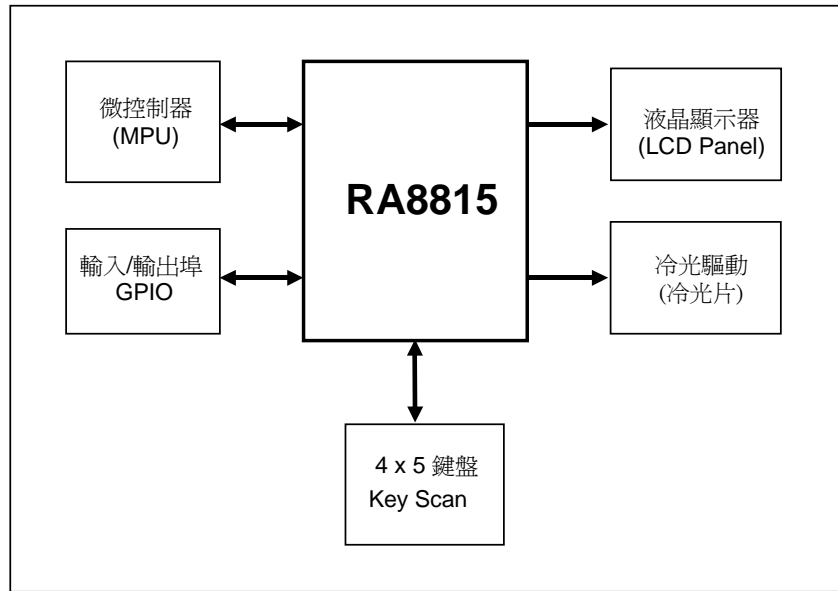 微控制器
(MPU)
液晶顯示器
(LCD Panel)
RA8815
輸入/輸出埠
GPIO
冷光驅動
(冷光片)
4 x 5 鍵盤
Key Scan